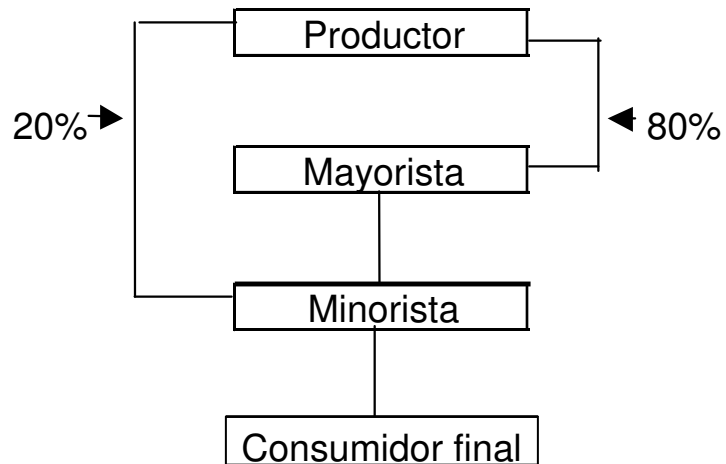 Productor
20%
80%
Mayorista
Minorista
Consumidor final